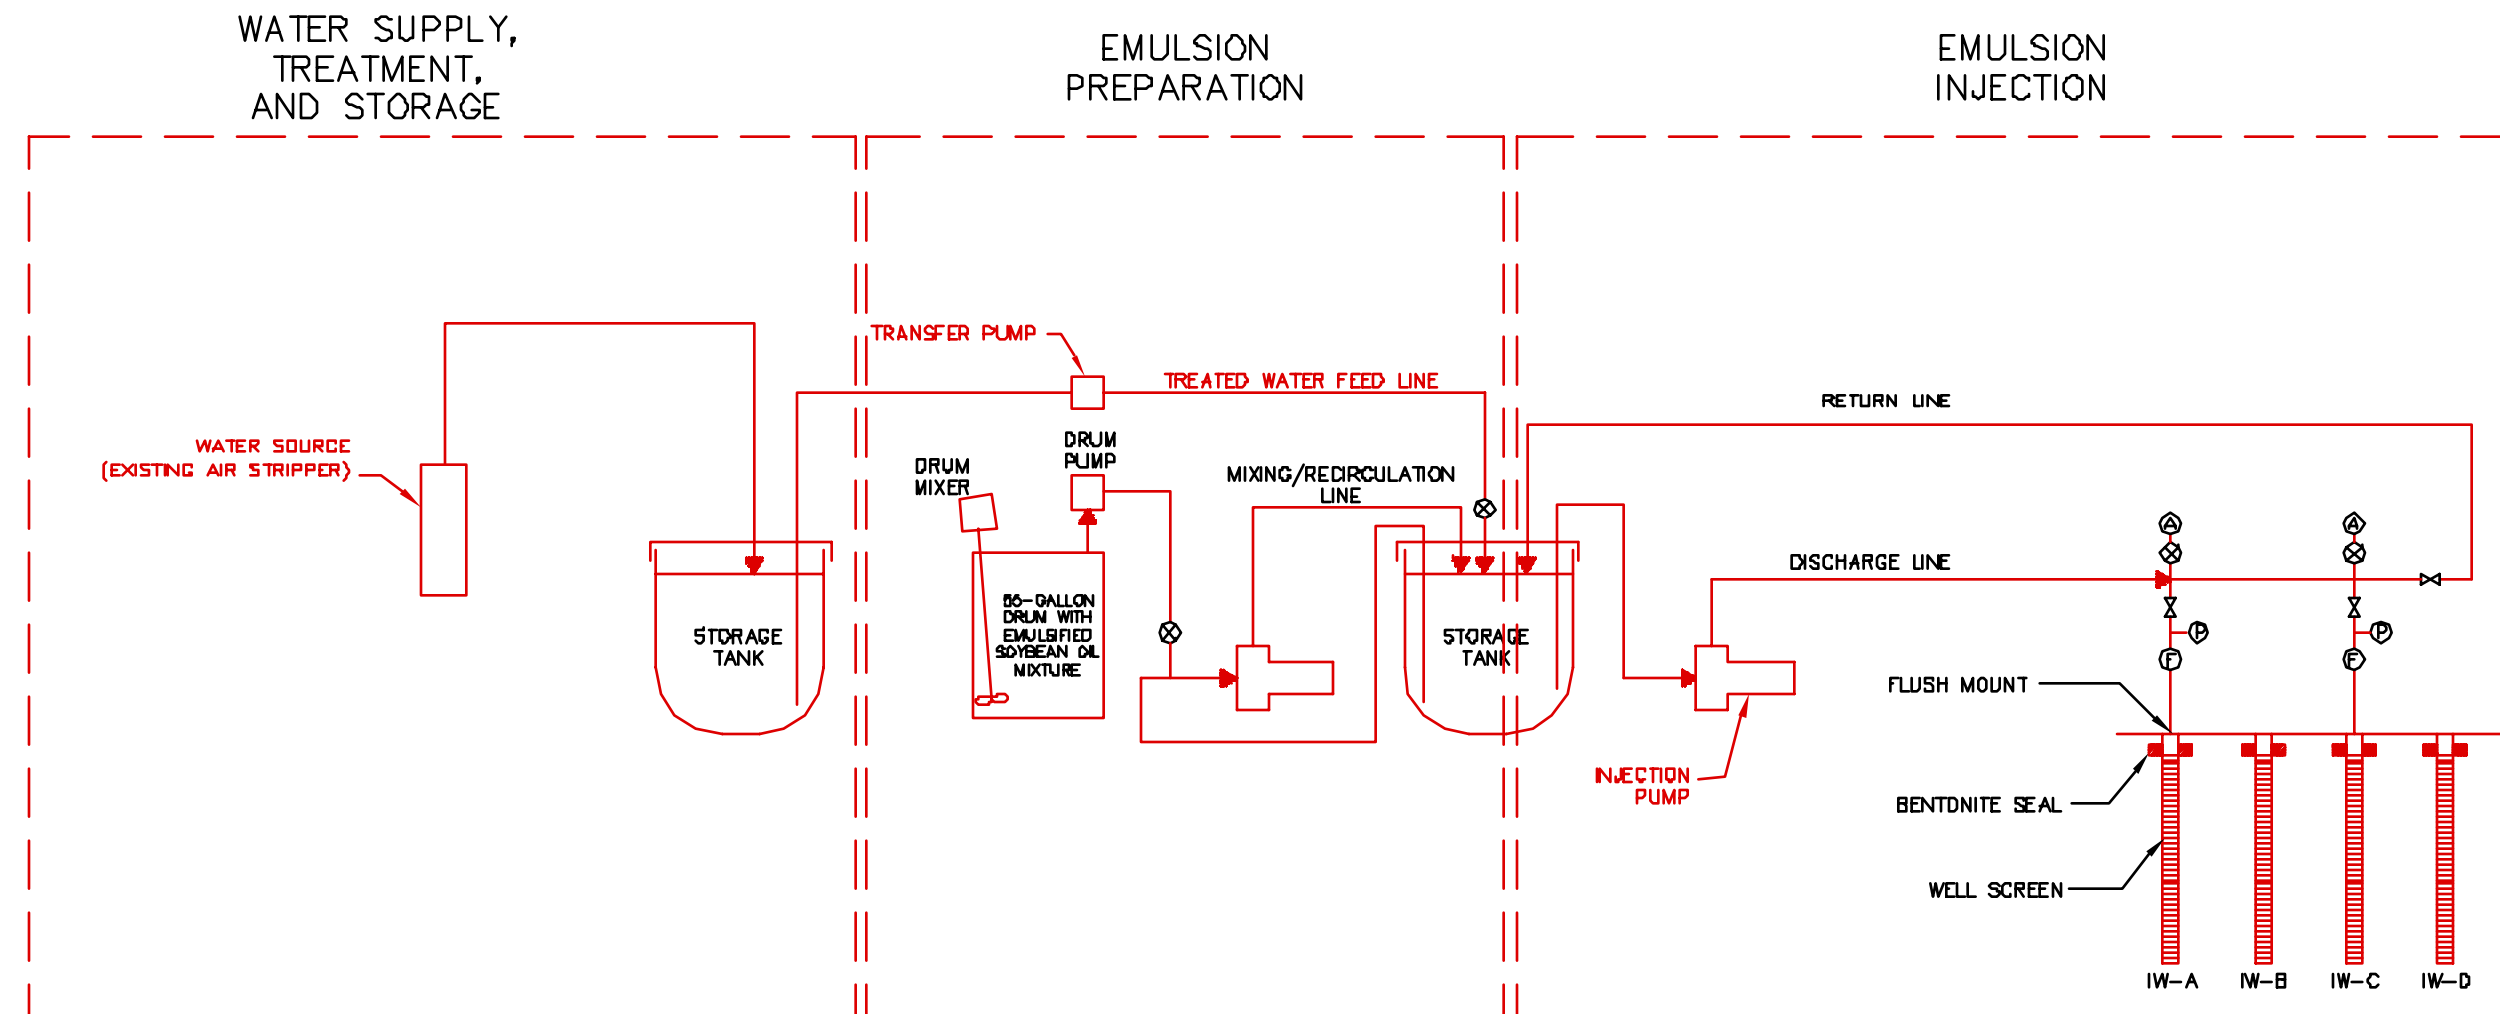 WATER SUPPLY,
TREATMENT,
AND STORAGE
EMULSION
PREPARATION
EMULSION
INJECTION
TRANSFER PUMP
TREATED WATER FEED LINE
RETURN LINE
WATER SOURCE
(EXISTING AIR STRIPPER)
DRUM
PUMP
DRUM
MIXER
MIXING/RECIRCULATION
LINE
A
A
DISCHARGE LINE
55-GALLON
DRUM WITH
EMULSIFIED
SOYBEAN OIL
MIXTURE
STORAGE
TANK
STORAGE
TANK
P
P
F
F
FLUSH MOUNT
INJECTION
PUMP
BENTONITE SEAL
WELL SCREEN
IW-A
IW-B
IW-C
IW-D